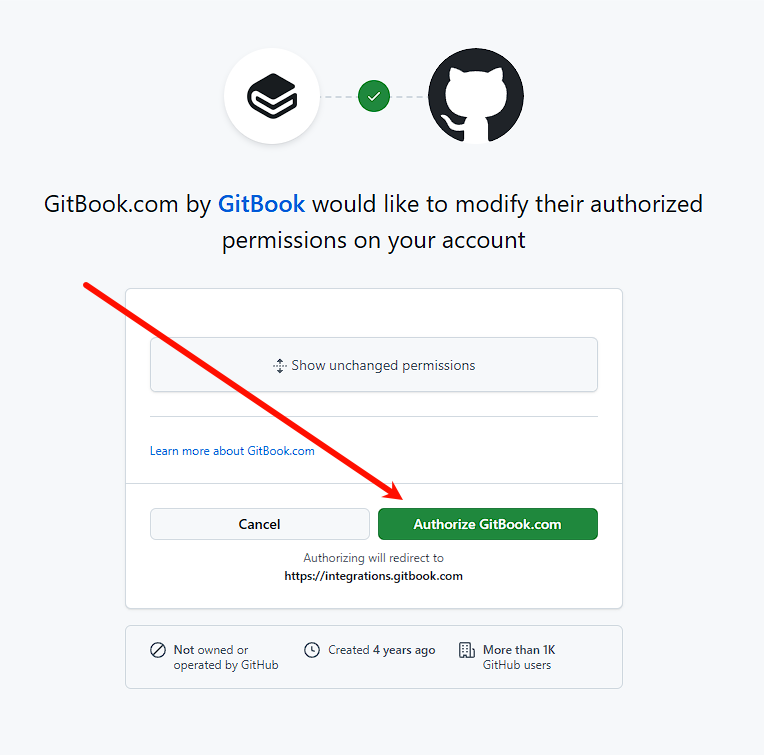 GitBook.com by GitBook would like to modify their authorized
permissions on your account
Show unchanged permissions
Learn more about GitBook.com
Cancel
Authorize GitBook.com
Authorizing will redirect to
https://integrations.gitbook.com
Not owned or
operated by GitHub
Created 4 years ago
More than 1K
GitHub users